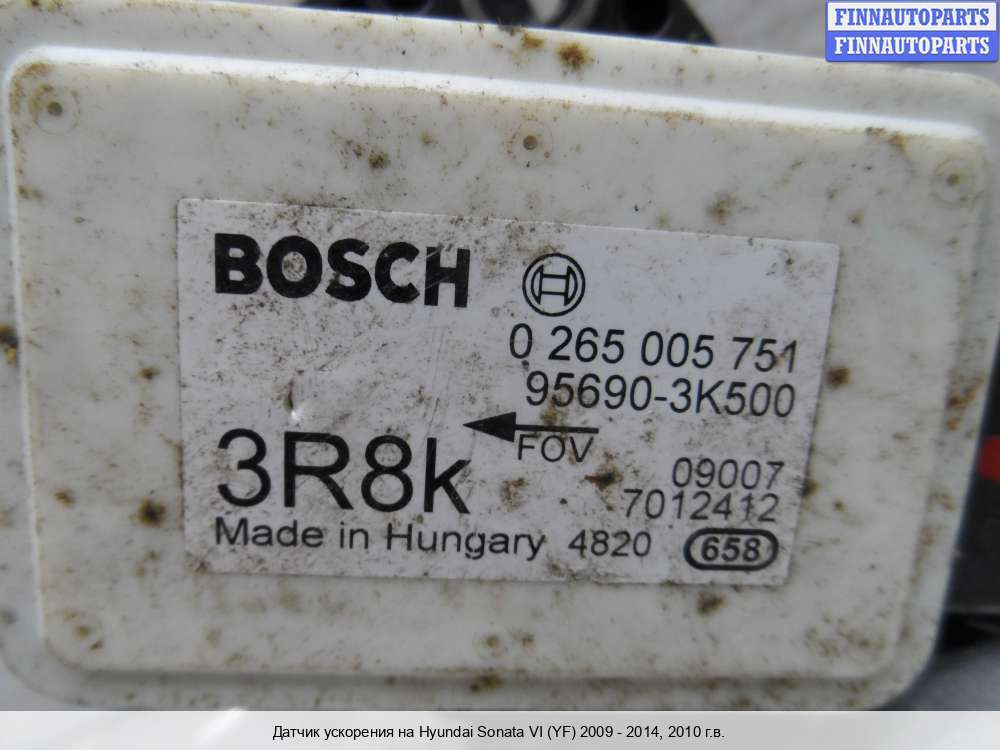 FINNAUTOPARTS
FINNAUTOPARTS
BOSCH
0 265 005 751
95690-3K500
FOV
3R8k
09007
7012412
Made in Hungary 4820 658
Датчик ускорения на Hyundai Sonata VI (YF) 2009 - 2014, 2010 г.в.